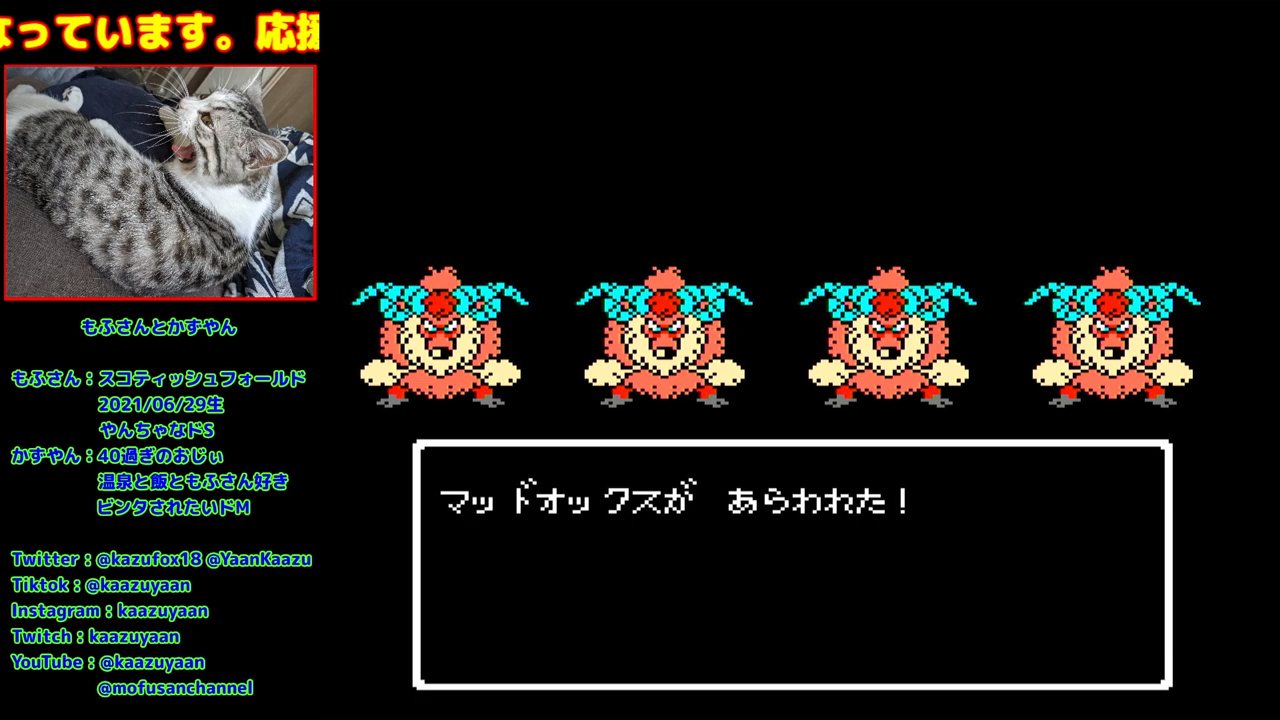 なっています。応援
もふさんとかずやん
もふさん：スコティッシュフォールド
2021/06/29生
やんちゃなドS
かずやん：40過ぎのおじぃ
温泉と飯ともふさん好き
ビンタされたいドM
Twitter：@kazufox18 @YaanKaazu
Tiktok：@kaazuyaan
Instagram：kaazuyaan
Twitch：kaazuyaan
YouTube：@kaazuyaan
@mofusanchannel
マッドオックスが あらわれた！